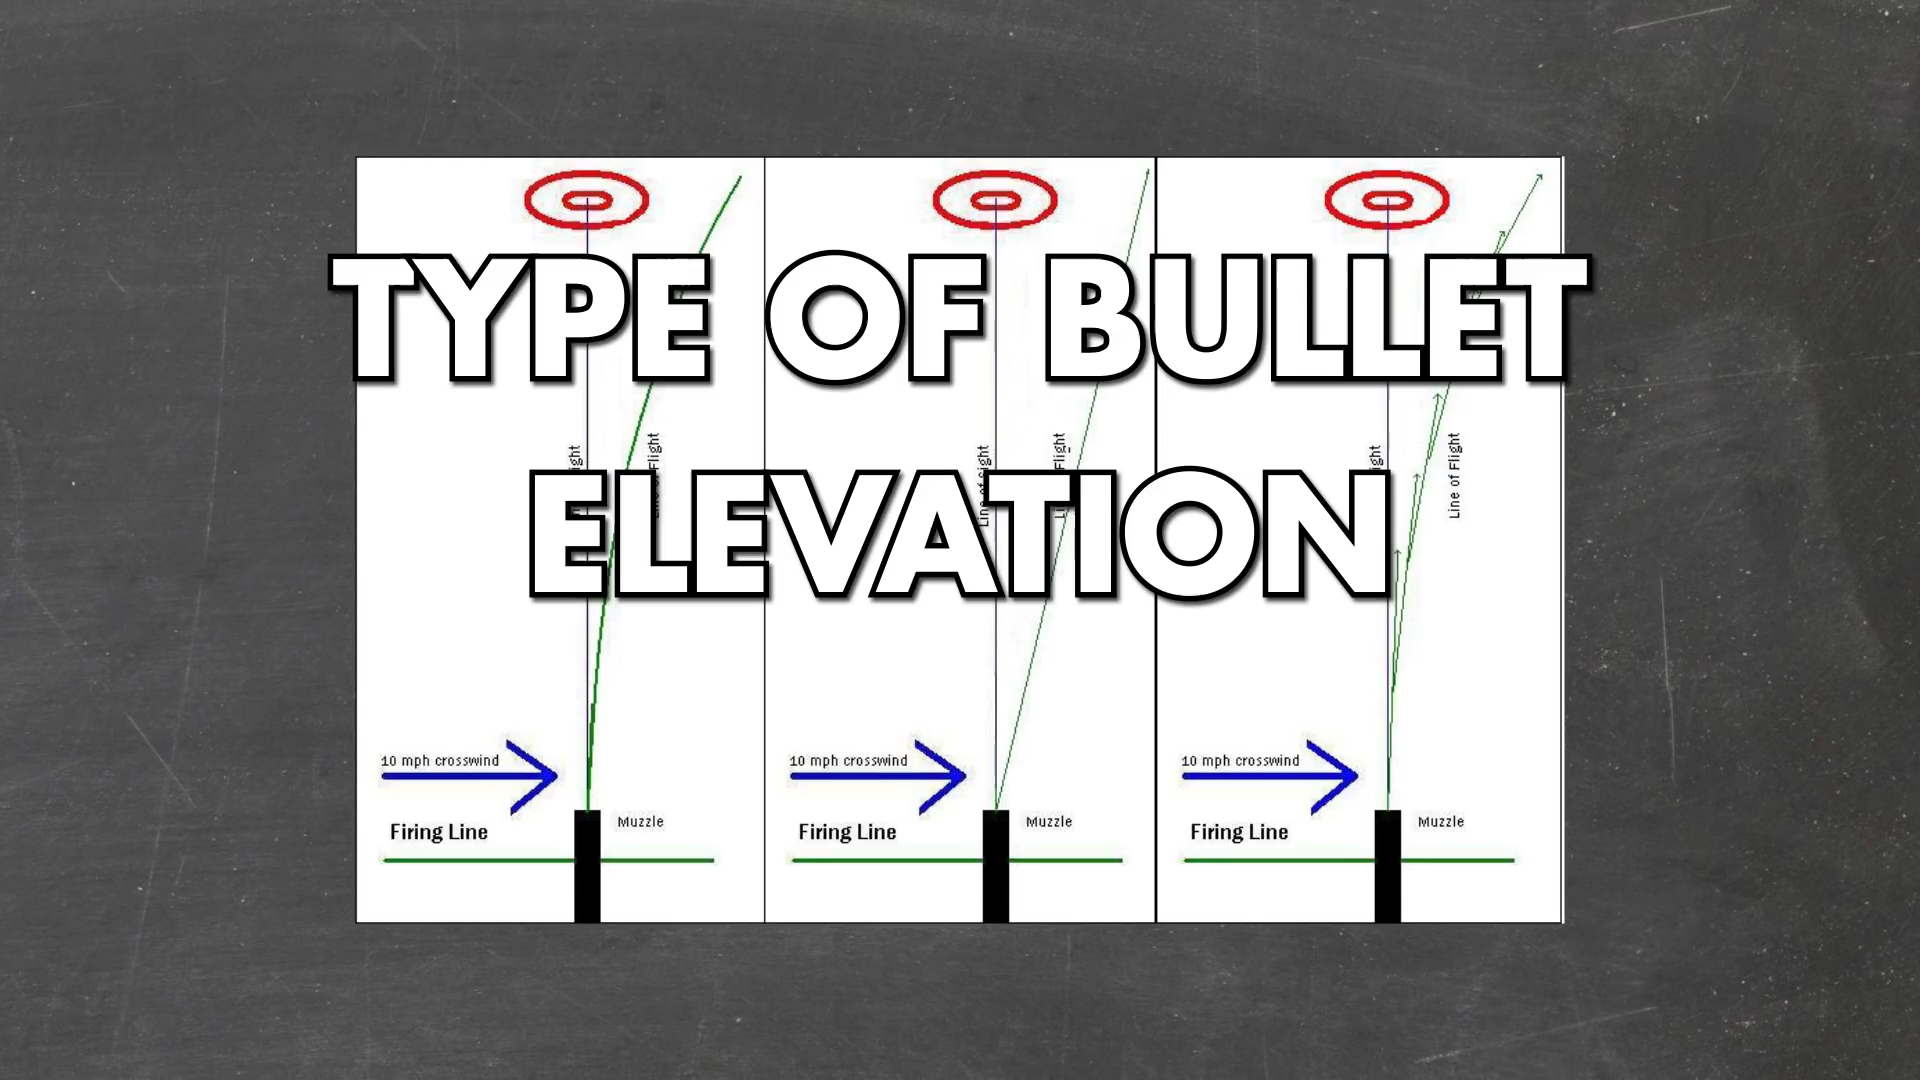 TYPE OF BULLET
ELEVATION
Line of Flight
10 mph crosswind
10 mph crosswind
10 mph crosswind
Muzzle
Muzzle
Muzzle
Firing Line
Firing Line
Firing Line